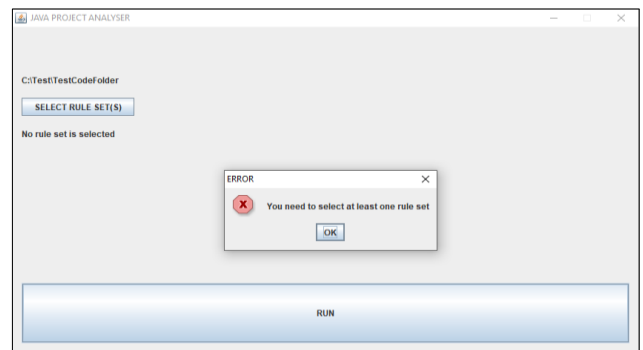 JAVA PROJECT ANALYSER
C:\Test\TestCodeFolder
SELECT RULE SET(S)
No rule set is selected
ERROR
You need to select at least one rule set
OK
RUN